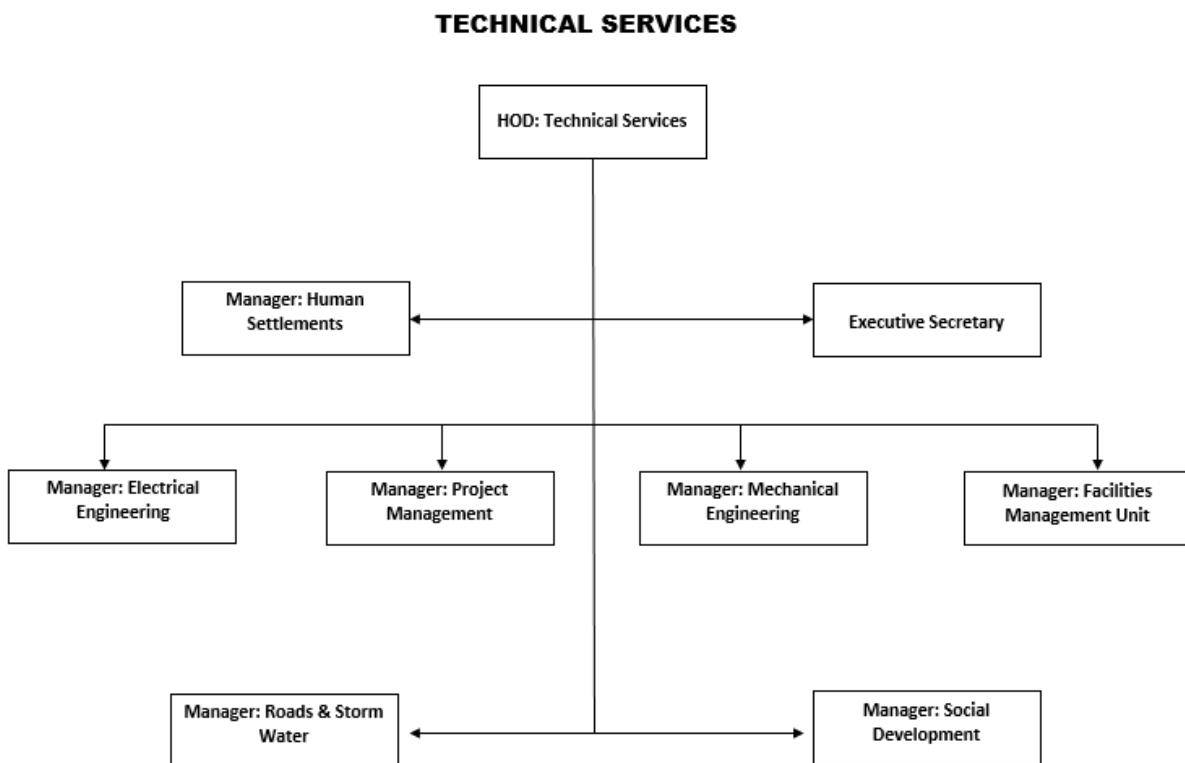 TECHNICAL SERVICES
HOD: Technical Services
Manager: Human
Settlements
Executive Secretary
Manager: Electrical
Engineering
Manager: Project
Management
Manager: Mechanical
Engineering
Manager: Facilities
Management Unit
Manager: Roads & Storm
Water
Manager: Social
Development